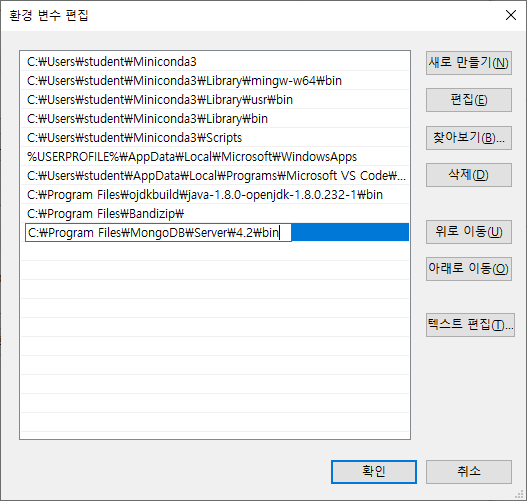 환경 변수 편집
C:₩Users₩student₩Miniconda3
C:₩Users₩student₩Miniconda3₩Library₩mingw-w64₩bin
C:₩Users₩student₩Miniconda3₩Library₩usr₩bin
C:₩Users₩student₩Miniconda3₩Library₩bin
C:₩Users₩student₩Miniconda3₩Scripts
%USERPROFILE%₩AppData₩Local₩Microsoft₩WindowsApps
C:₩Users₩student₩AppData₩Local₩Programs₩Microsoft VS Code₩...
C:₩Program Files₩ojdkbuild₩java-1.8.0-openjdk-1.8.0.232-1₩bin
C:₩Program Files₩Bandizip₩
C:₩Program Files₩MongoDB₩Server₩4.2₩bin
새로 만들기(N)
편집(E)
찾아보기(B)...
삭제(D)
위로 이동(U)
아래로 이동(O)
텍스트 편집(T)...
확인
취소